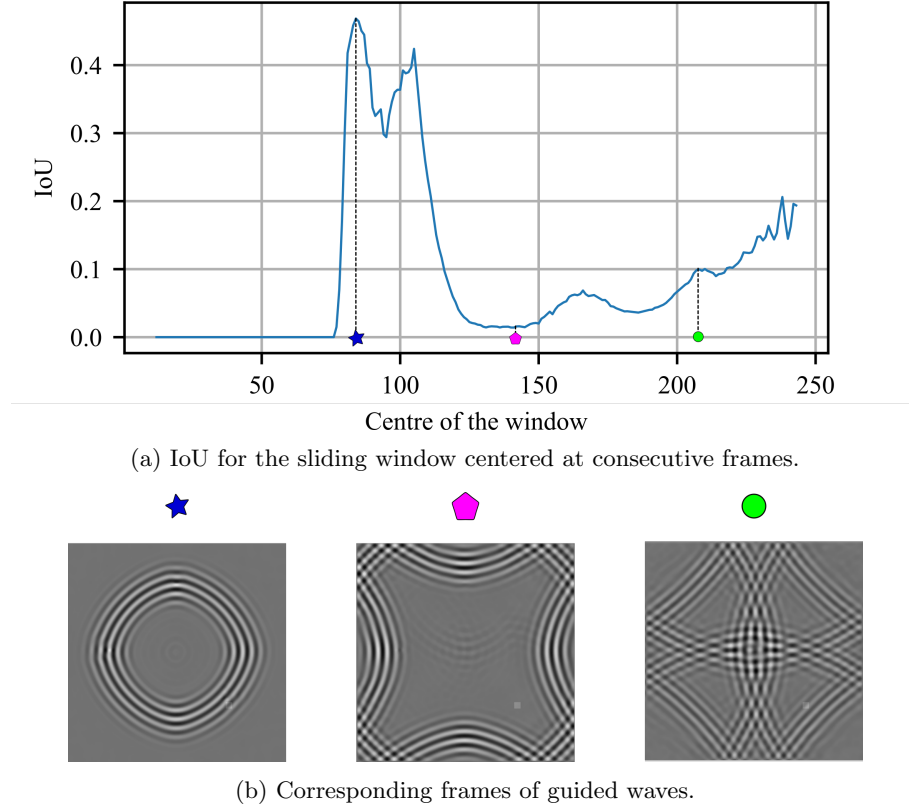 0.4
0.3
0.2
0.1
0.0
IoU
50 100 150 200 250
Centre of the window
(a) IoU for the sliding window centered at consecutive frames.
(b) Corresponding frames of guided waves.